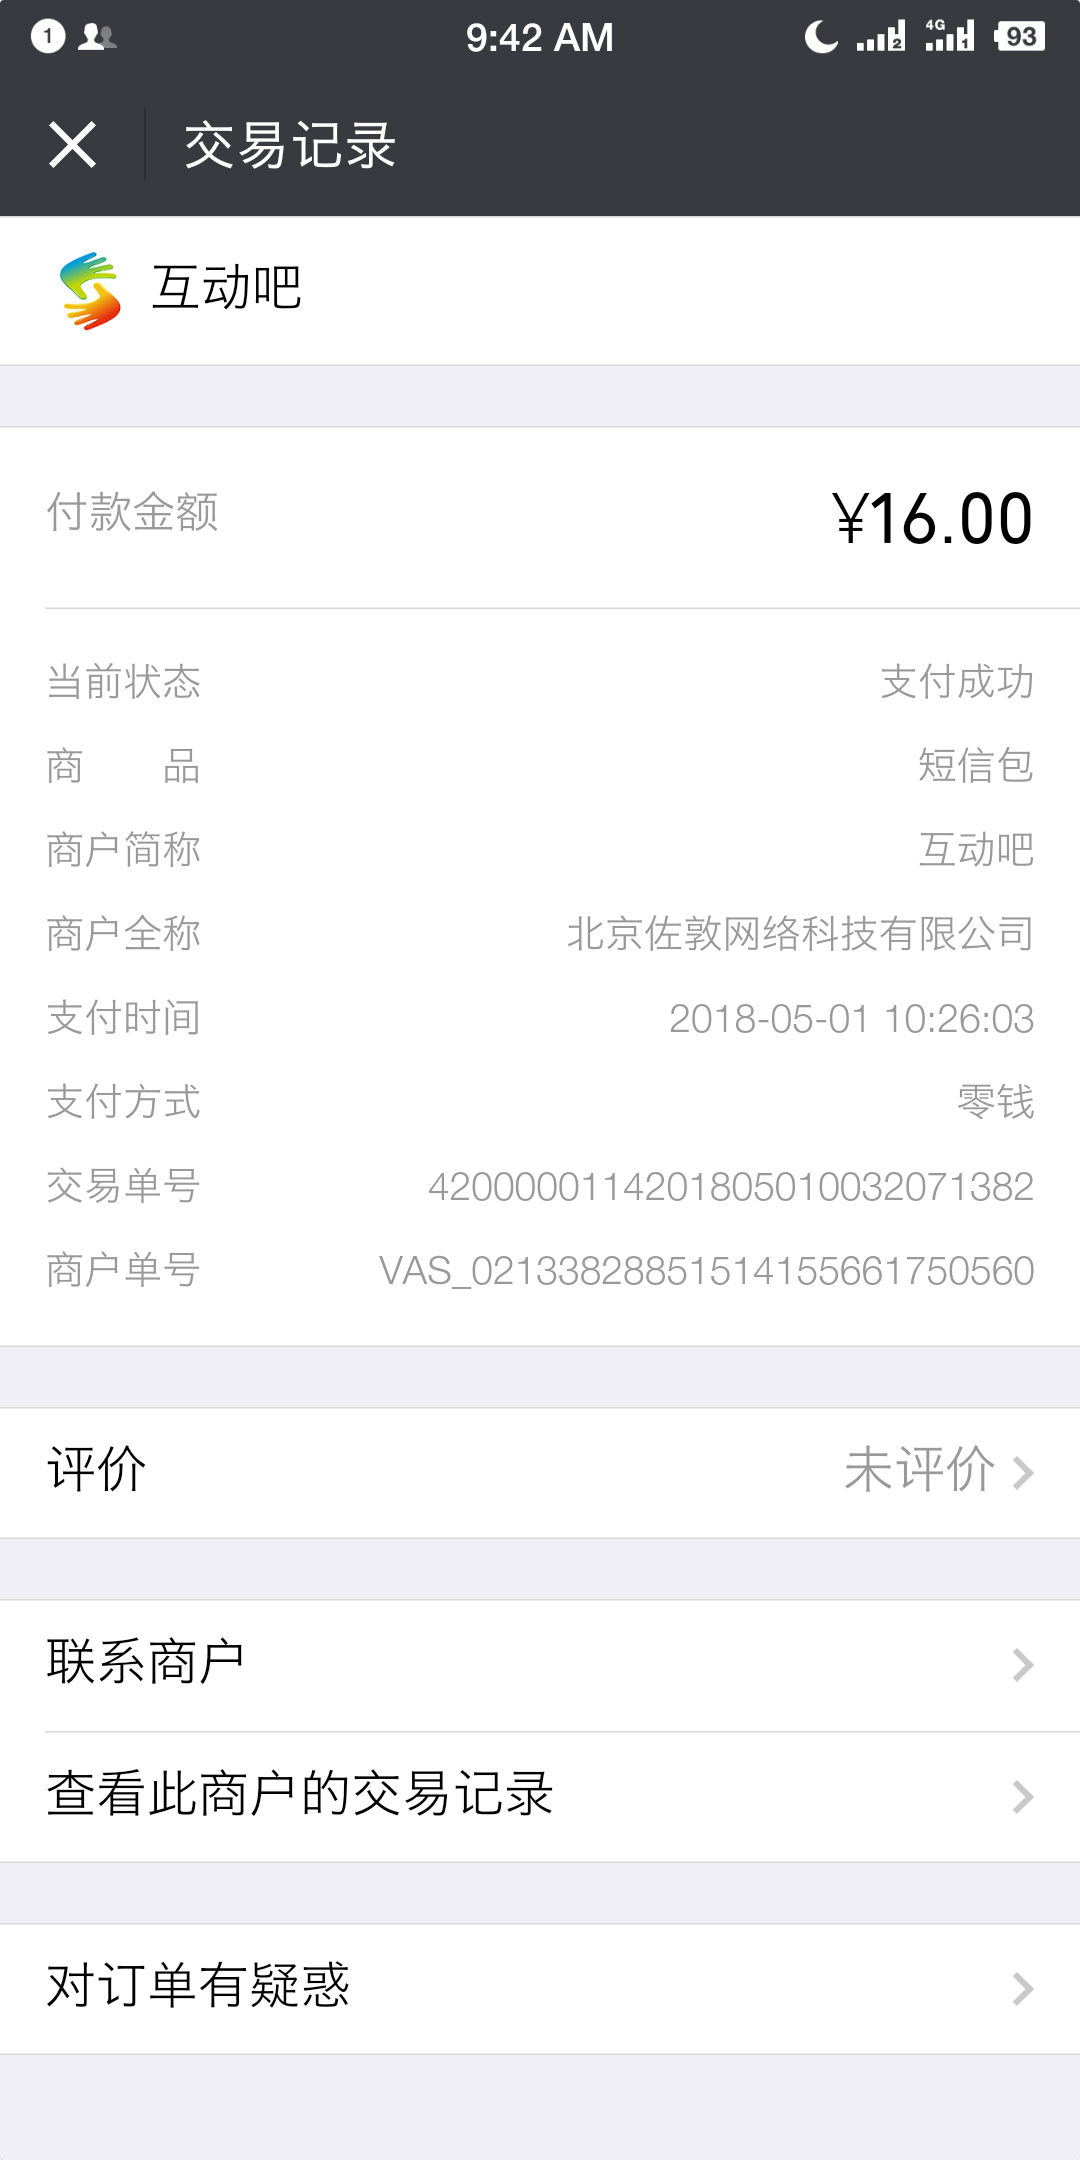 1
9:42 AM
2
4G
1
93
交易记录
互动吧
付款金额 ¥16.00
当前状态 支付成功
商 品 短信包
商户简称 互动吧
商户全称 北京佐敦网络科技有限公司
支付时间 2018-05-01 10:26:03
支付方式 零钱
交易单号 4200000114201805010032071382
商户单号 VAS_021338288515141556617505​60
评价 未评价
联系商户
查看此商户的交易记录
对订单有疑惑